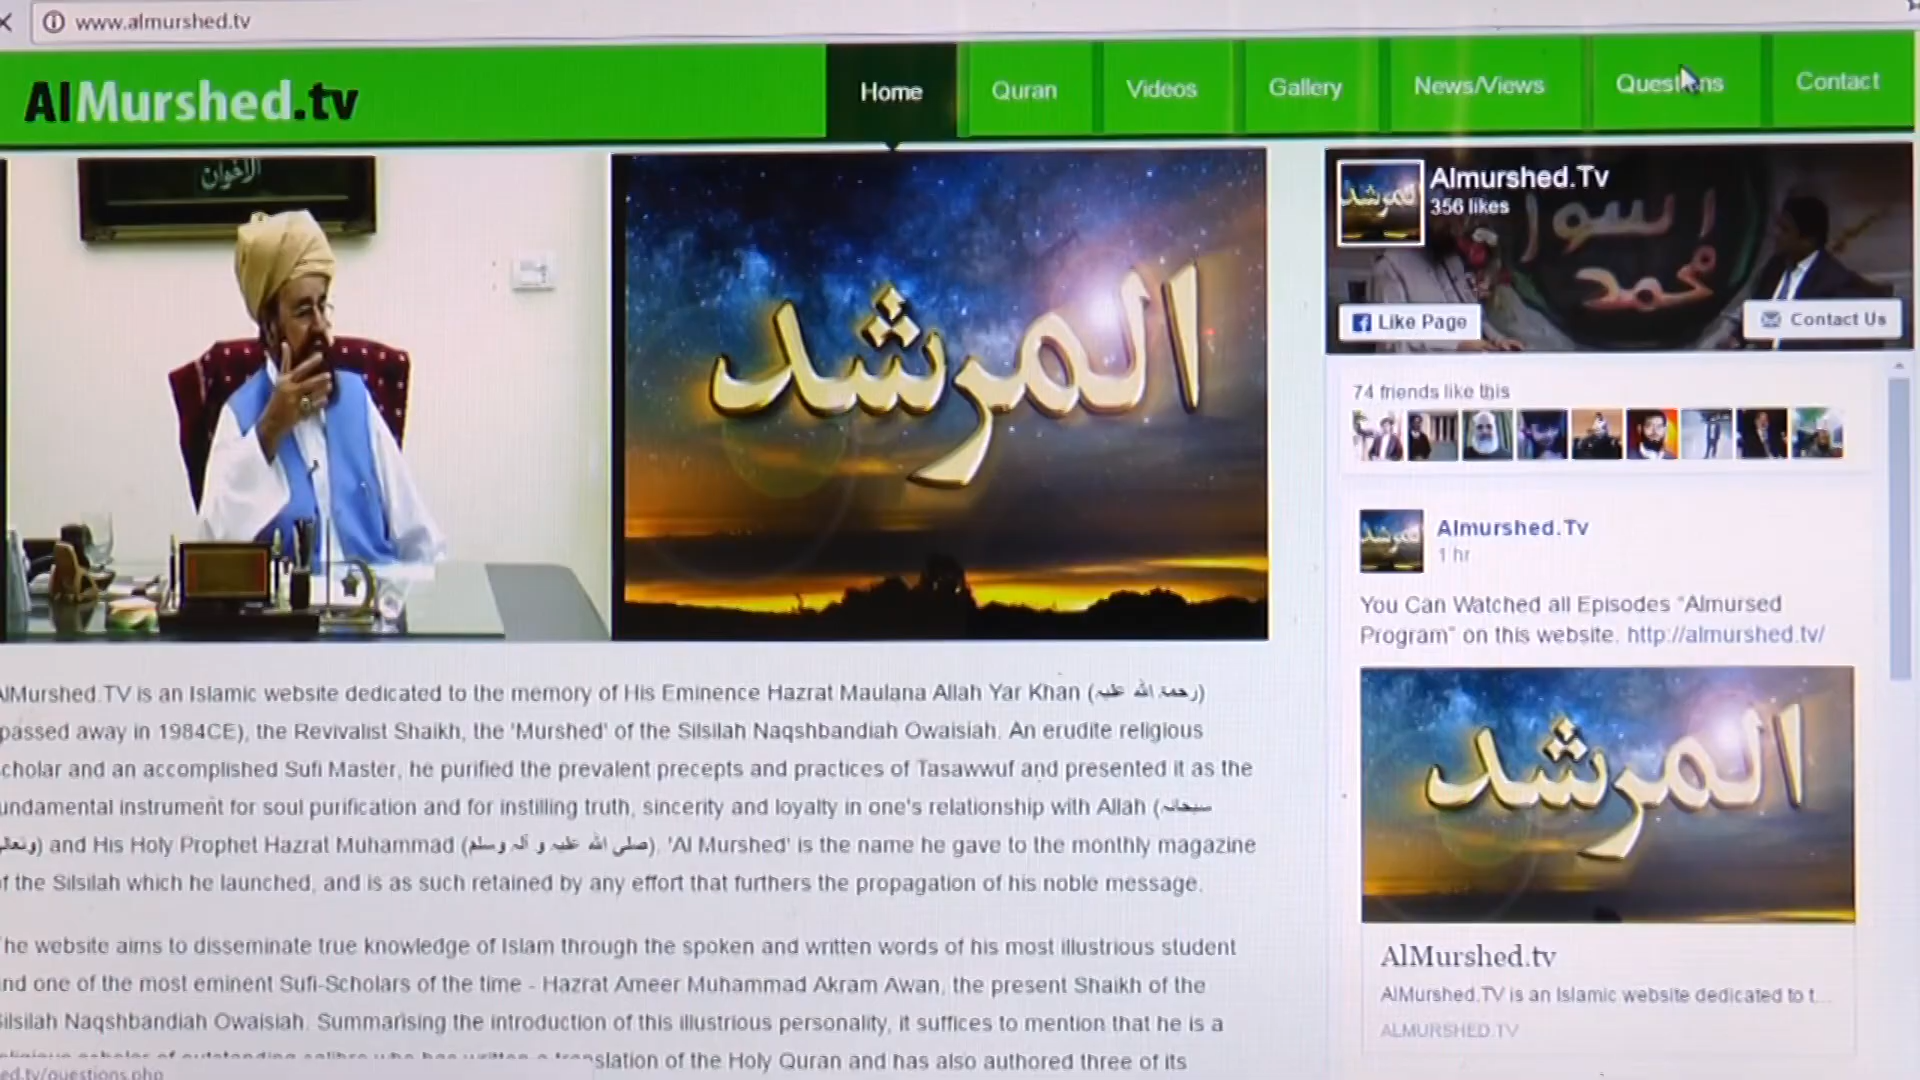 www.almurshed.tv
AlMurshed.tv
Home
Quran
Videos
Gallery
News/Views
Questions
Contact
الاخوان
المرشد
المرشد
Almurshed.Tv
356 likes
رسول
محمد
Like Page
Contact Us
74 friends like this
المرشد
Almurshed.Tv
1 hr
You Can Watched all Episodes "Almursed
Program" on this website. http://almurshed.tv/
المرشد
AlMurshed.tv
AlMurshed.TV is an Islamic website dedicated to t...
ALMURSHED.TV
AlMurshed.TV is an Islamic website dedicated to the memory of His Eminence Hazrat Maulana Allah Yar Khan (رحمۃ اللہ علیہ)
passed away in 1984CE), the Revivalist Shaikh, the 'Murshed' of the Silsilah Naqshbandiah Owaisiah. An erudite religious
cholar and an accomplished Sufi Master, he purified the prevalent precepts and practices of Tasawwuf and presented it as the
undamental instrument for soul purification and for instilling truth, sincerity and loyalty in one's relationship with Allah (سبحانہ
وتعالی) and His Holy Prophet Hazrat Muhammad (صلی اللہ علیہ و آلہ وسلم). 'Al Murshed' is the name he gave to the monthly magazine
f the Silsilah which he launched, and is as such retained by any effort that furthers the propagation of his noble message.
he website aims to disseminate true knowledge of Islam through the spoken and written words of his most illustrious student
nd one of the most eminent Sufi-Scholars of the time - Hazrat Ameer Muhammad Akram Awan, the present Shaikh of the
ilsilah Naqshbandiah Owaisiah. Summarising the introduction of this illustrious personality, it suffices to mention that he is a
translation of the Holy Quran and has also authored three of its
ed.tv/questions.php